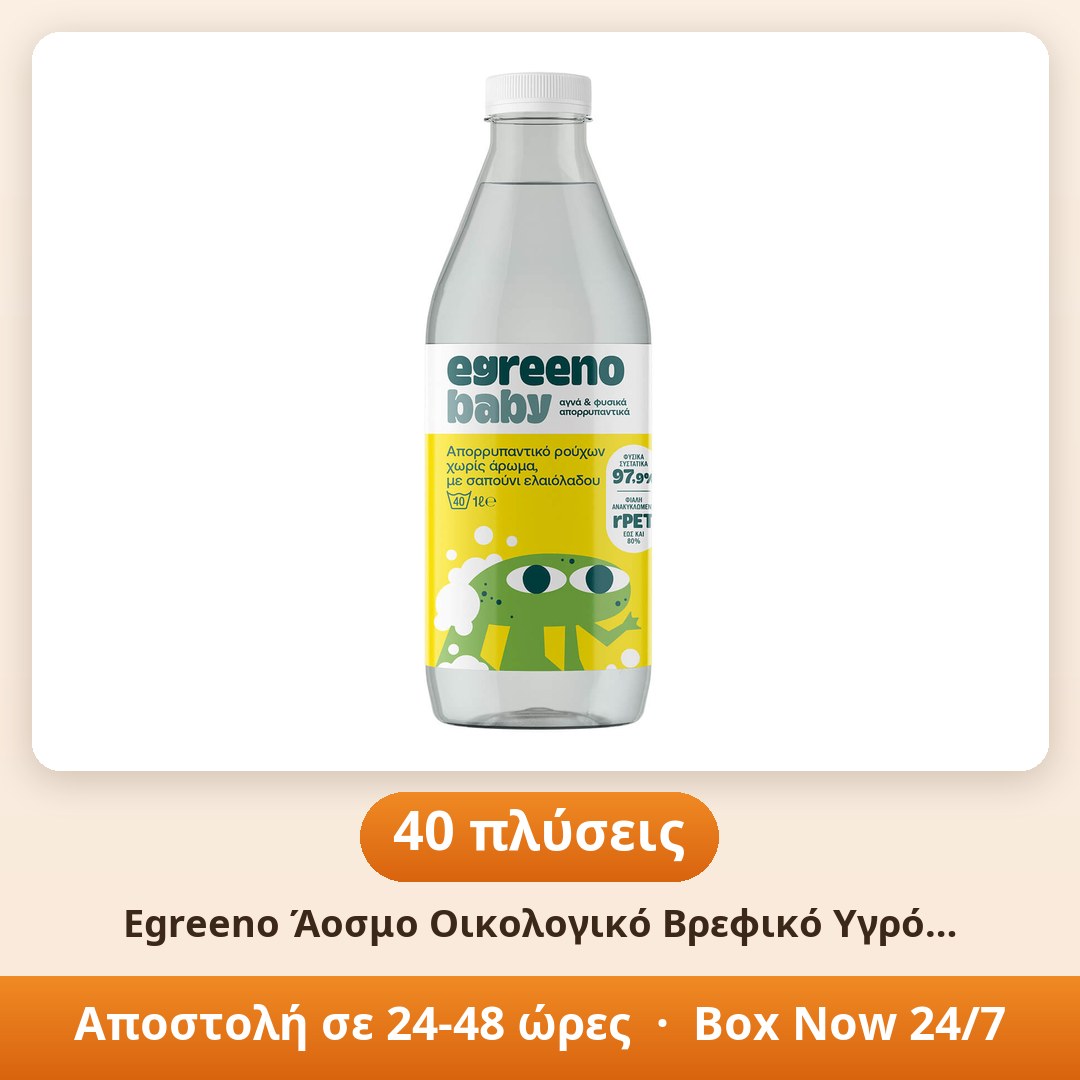 egreeno
baby
αγνά & φυσικά
απορρυπαντικά
Απορρυπαντικό ρούχων
χωρίς άρωμα,
με σαπούνι ελαιόλαδου
40 1ℓ℮
ΦΥΣΙΚΑ
ΣΥΣΤΑΤΙΚΑ
97,9%
ΦΙΑΛΗ
ΑΝΑΚΥΚΛΩΜΕΝ
rPET
ΕΩΣ ΚΑΙ
80%
40 πλύσεις
Egreeno Άοσμο Οικολογικό Βρεφικό Υγρό...
Αποστολή σε 24-48 ώρες · Box Now 24/7